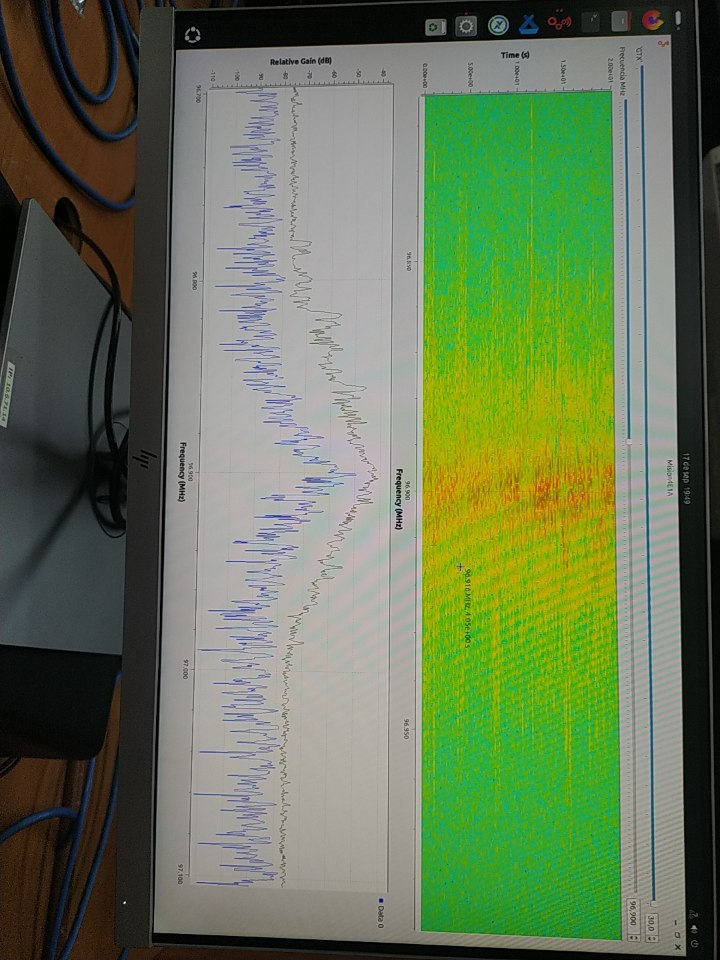 17 de sep 19:49
Mision4E1A
'GTX' 30,0
Frecuencia MHz 96,900
2.00e+01
1.50e+01
1.00e+01
5.00e+00
0.00e+00
Time (s)
96.916 MHz, 4.05e+00 s
96.850 96.900 96.950
Frequency (MHz)
Data 0
-40
-50
-60
-70
-80
-90
-100
-110
Relative Gain (dB)
96.700 96.800 96.900 97.000 97.100
Frequency (MHz)
hp
IP: 10.6.71.14